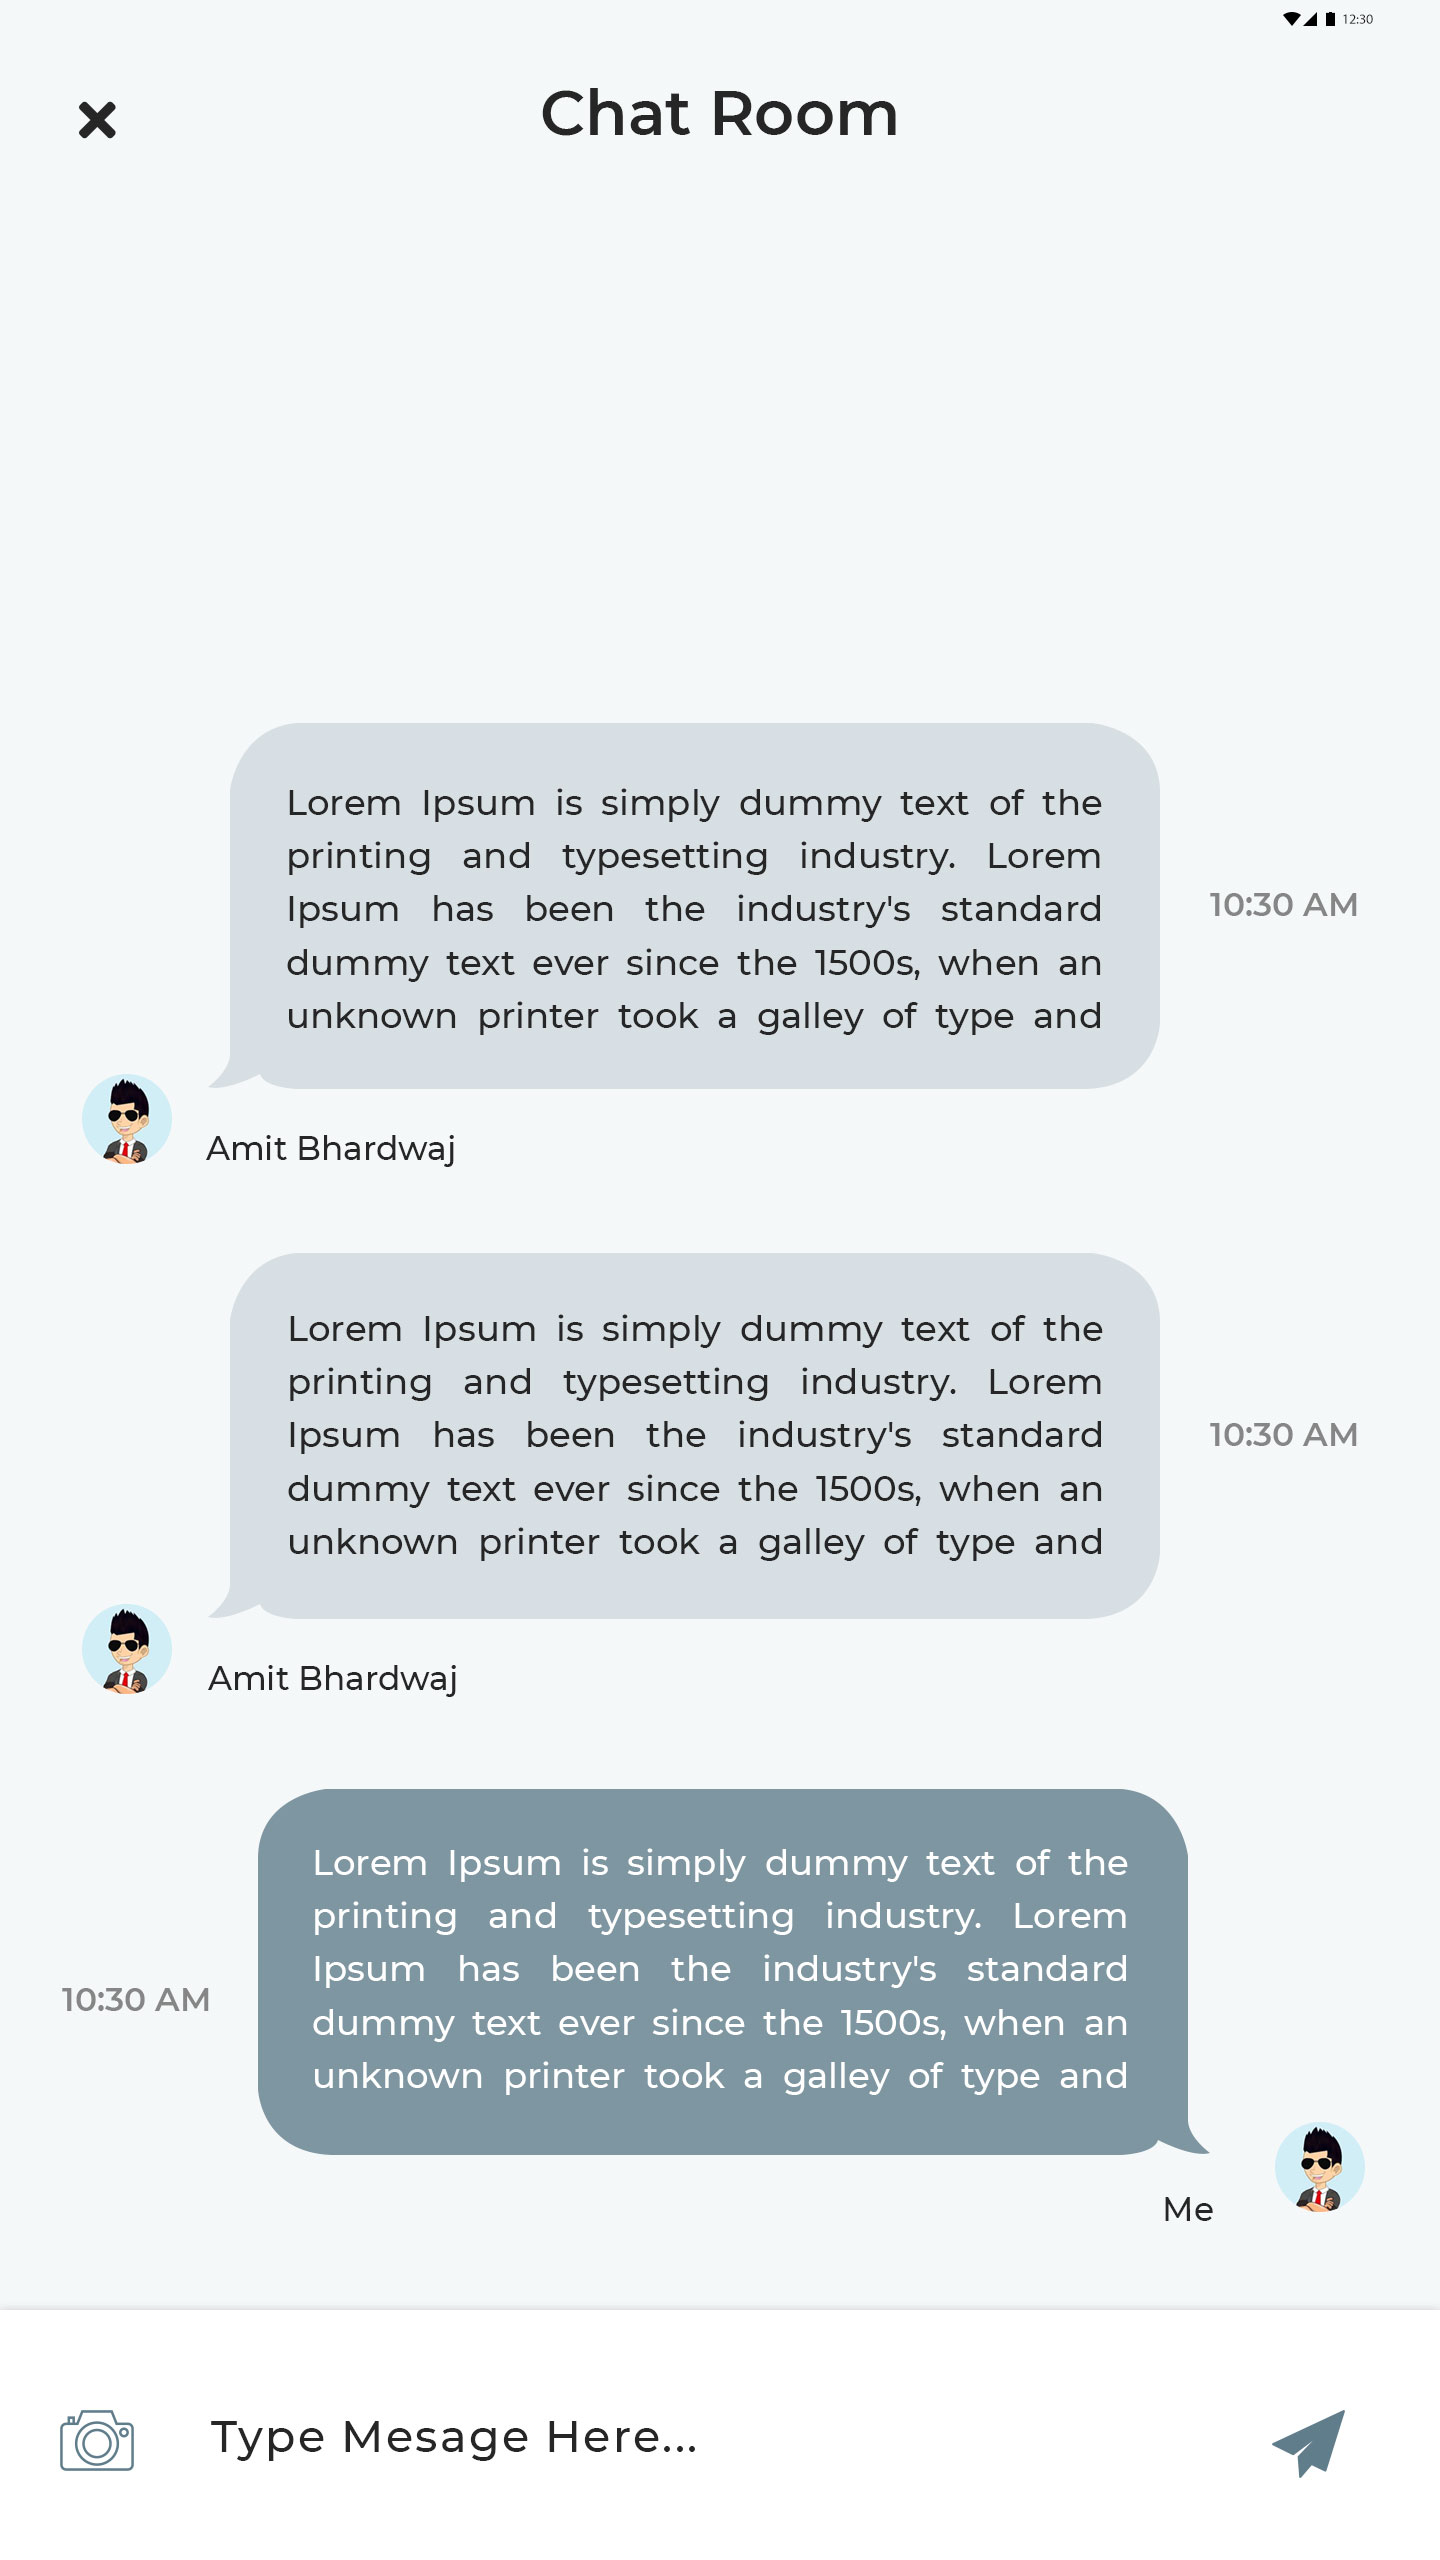 12:30
Chat Room
Lorem Ipsum is simply dummy text of the
printing and typesetting industry. Lorem
Ipsum has been the industry's standard
dummy text ever since the 1500s, when an
unknown printer took a galley of type and
10:30 AM
Amit Bhardwaj
Lorem Ipsum is simply dummy text of the
printing and typesetting industry. Lorem
Ipsum has been the industry's standard
dummy text ever since the 1500s, when an
unknown printer took a galley of type and
10:30 AM
Amit Bhardwaj
Lorem Ipsum is simply dummy text of the
printing and typesetting industry. Lorem
Ipsum has been the industry's standard
dummy text ever since the 1500s, when an
unknown printer took a galley of type and
10:30 AM
Me
Type Mesage Here...